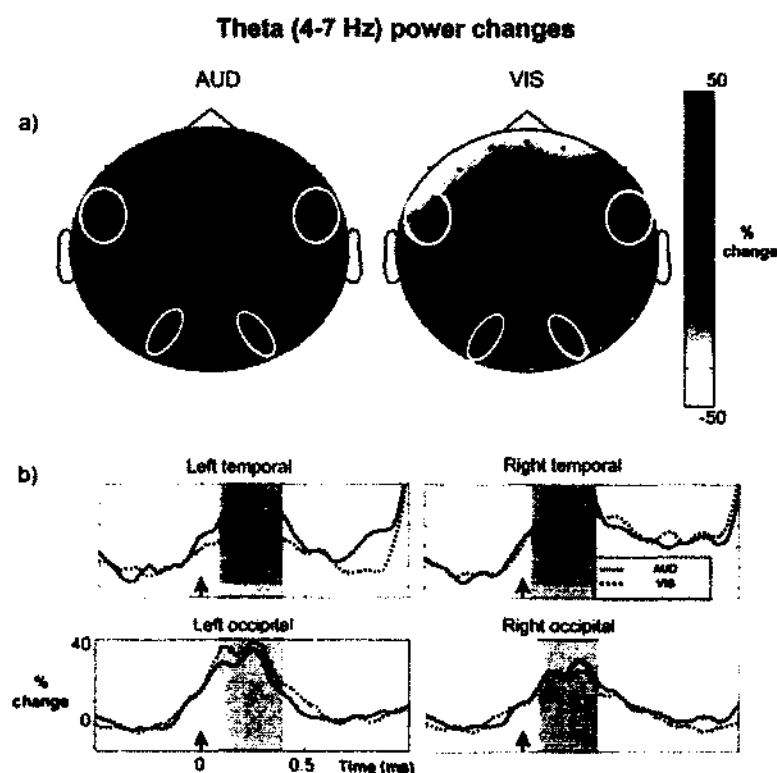 Theta (4-7 Hz) power changes
AUD VIS 50
a)
%
change
-50
b) Left temporal Right temporal
AUD
VIS
Left occipital Right occipital
40
%
change
0
0 0.5 Time (ms)